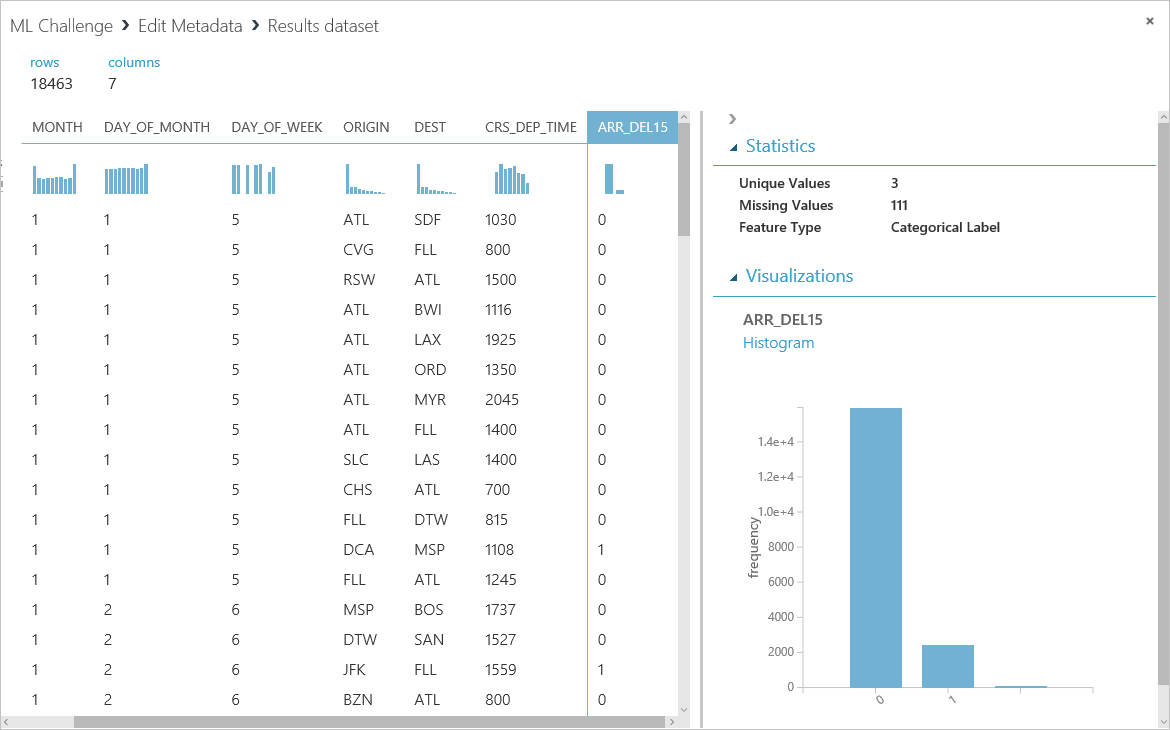 ML Challenge › Edit Metadata › Results dataset
rows columns
18463 7
MONTH DAY_OF_MONTH DAY_OF_WEEK ORIGIN DEST CRS_DEP_TIME ARR_DEL15
1 1 5 ATL SDF 1030 0
1 1 5 CVG FLL 800 0
1 1 5 RSW ATL 1500 0
1 1 5 ATL BWI 1116 0
1 1 5 ATL LAX 1925 0
1 1 5 ATL ORD 1350 0
1 1 5 ATL MYR 2045 0
1 1 5 ATL FLL 1400 0
1 1 5 SLC LAS 1400 0
1 1 5 CHS ATL 700 0
1 1 5 FLL DTW 815 0
1 1 5 DCA MSP 1108 1
1 1 5 FLL ATL 1245 0
1 2 6 MSP BOS 1737 0
1 2 6 DTW SAN 1527 0
1 2 6 JFK FLL 1559 1
1 2 6 BZN ATL 800 0
Statistics
Unique Values 3
Missing Values 111
Feature Type Categorical Label
Visualizations
ARR_DEL15
Histogram
frequency
1.4e+4
1.2e+4
1.0e+4
8000
6000
4000
2000
0
0 1